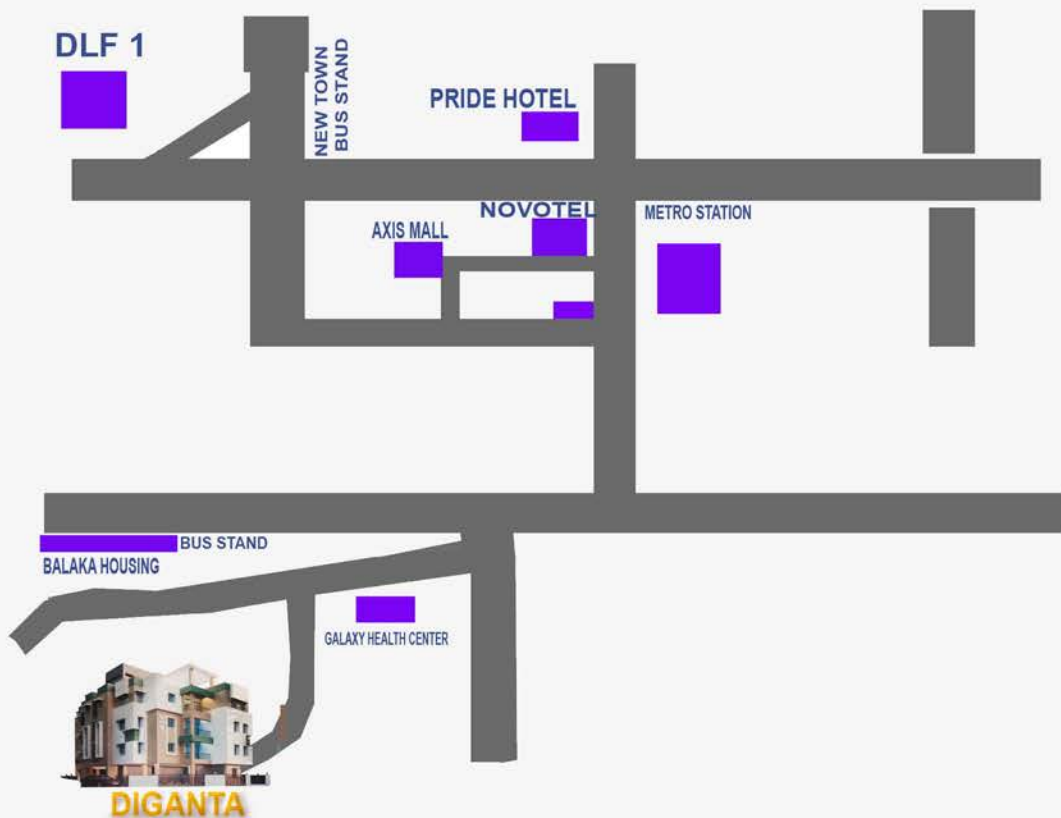 DLF 1
NEW TOWN
BUS STAND
PRIDE HOTEL
NOVOTEL
METRO STATION
AXIS MALL
BUS STAND
BALAKA HOUSING
GALAXY HEALTH CENTER
DIGANTA